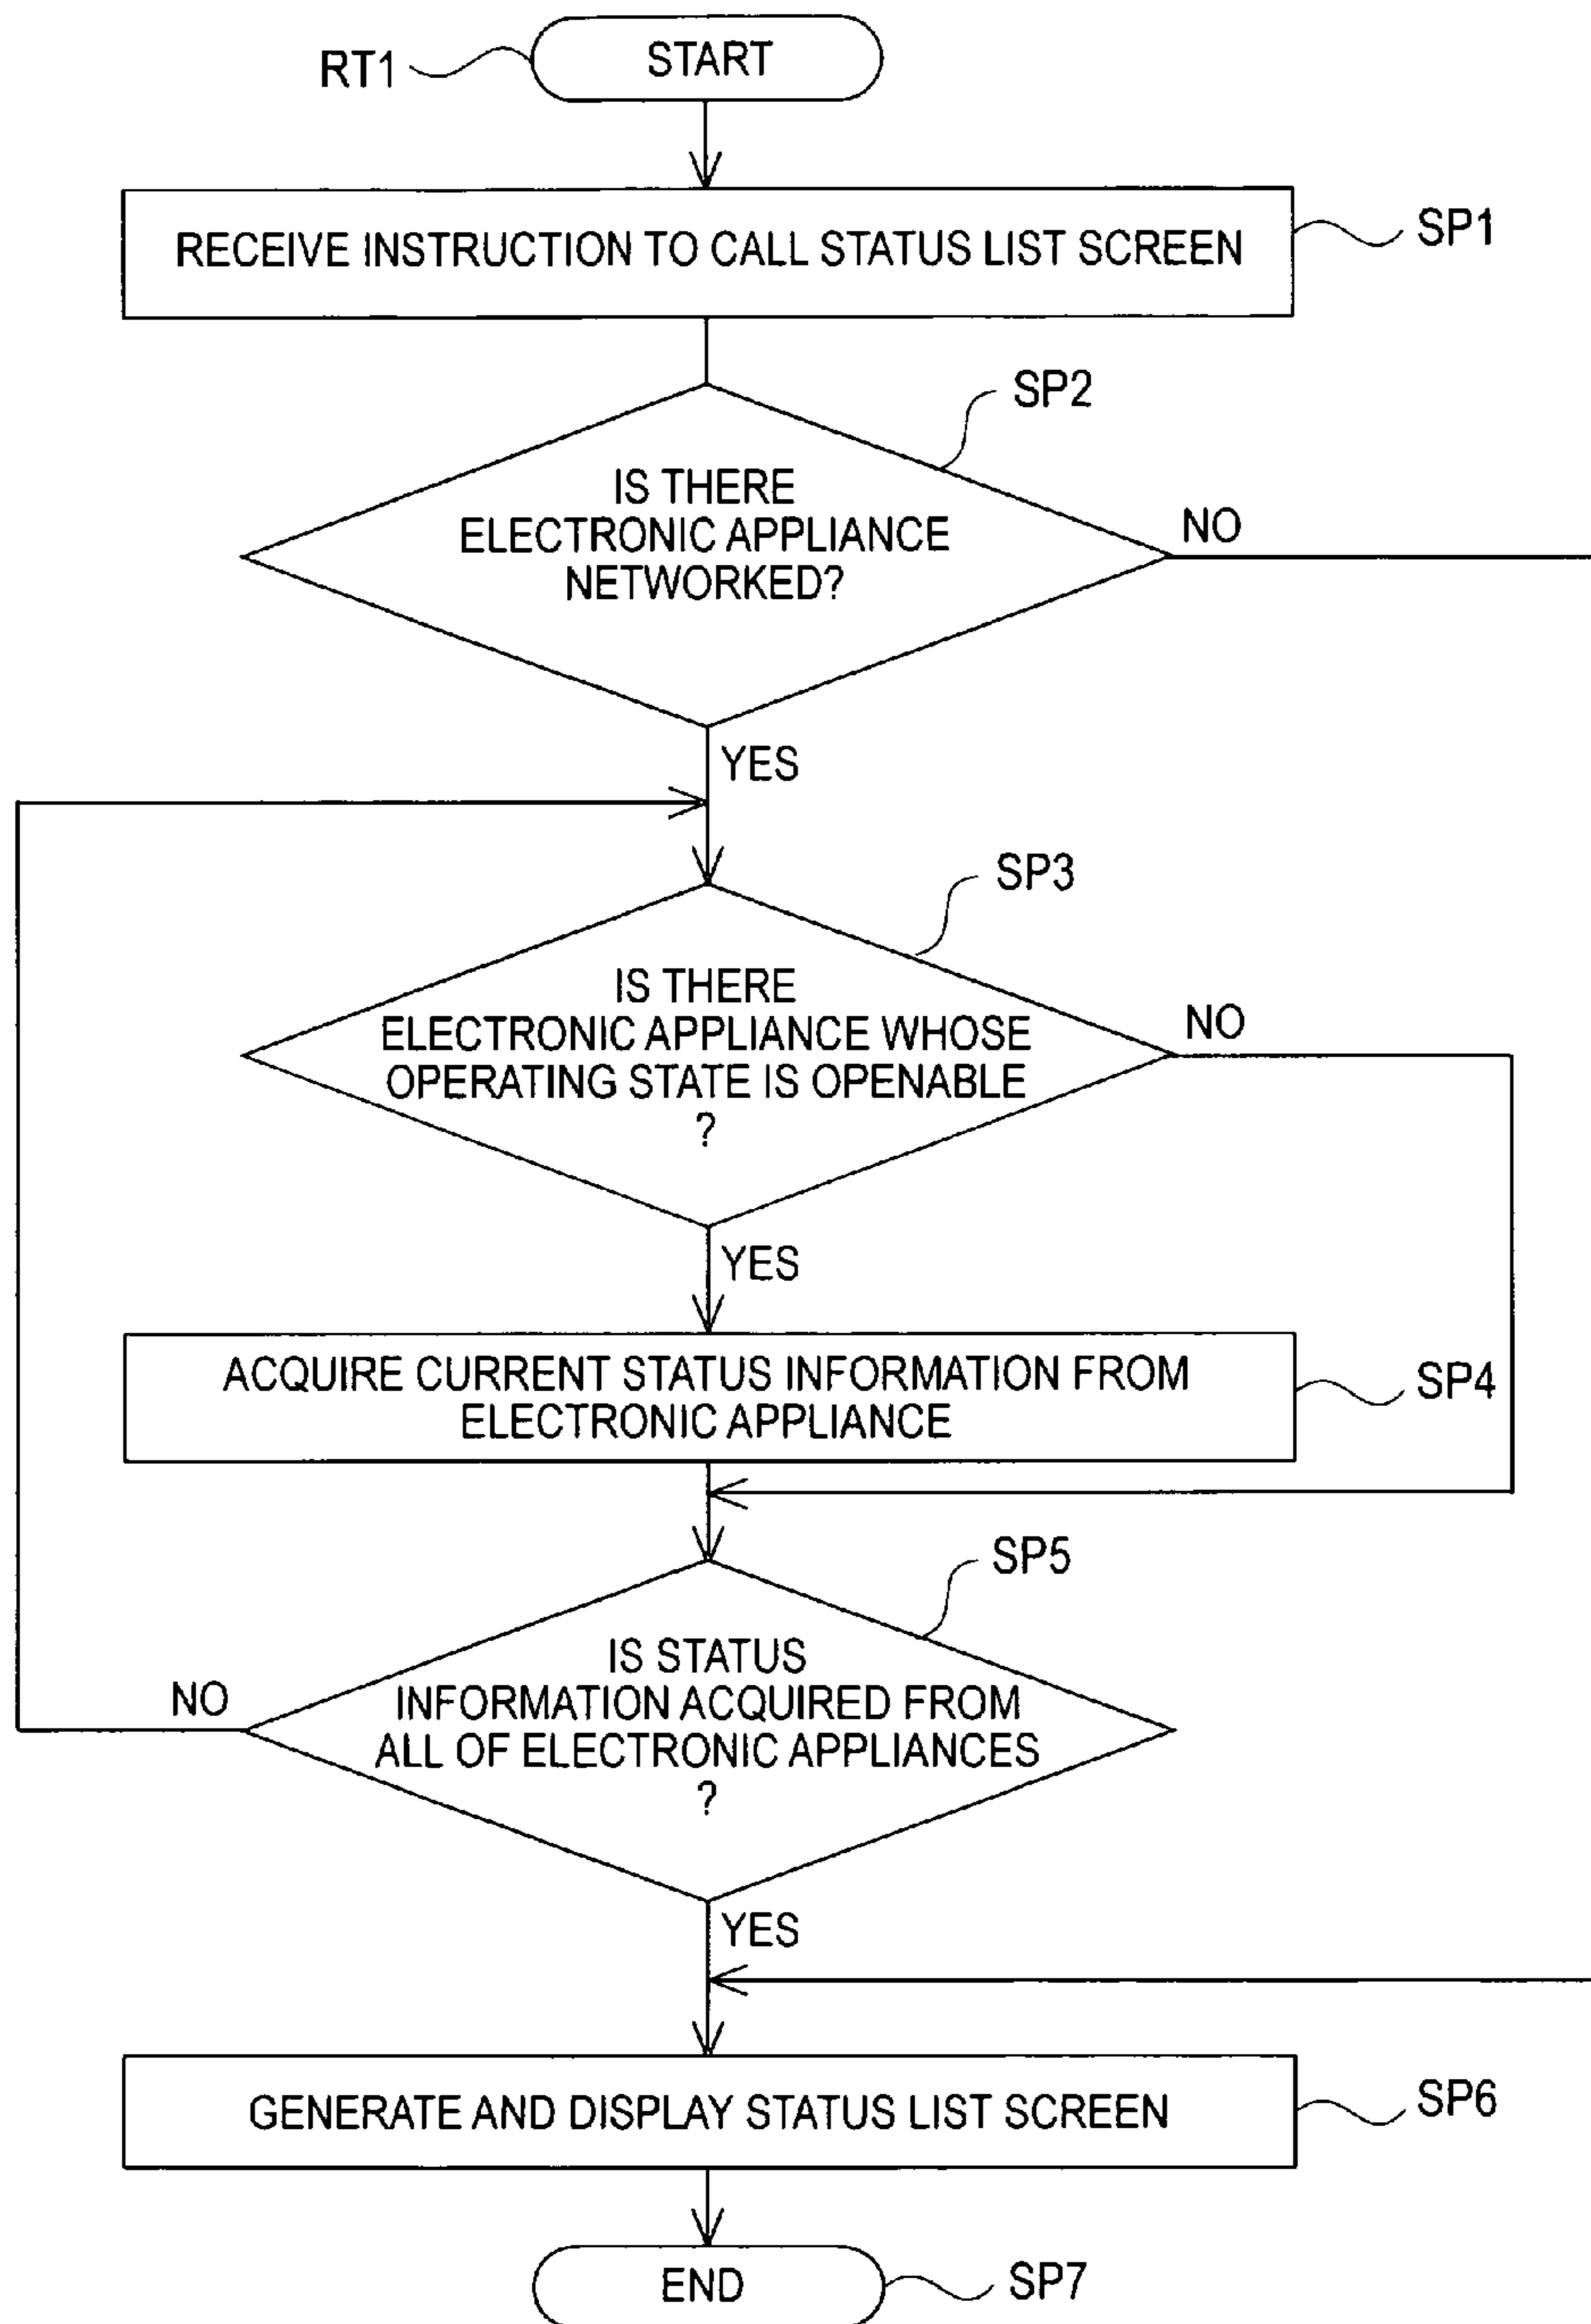 START
RT1
RECEIVE INSTRUCTION TO CALL STATUS LIST SCREEN
SP1
SP2
IS THERE
ELECTRONIC APPLIANCE
NETWORKED?
NO
YES
SP3
IS THERE
ELECTRONIC APPLIANCE WHOSE
OPERATING STATE IS OPENABLE
?
NO
YES
ACQUIRE CURRENT STATUS INFORMATION FROM
ELECTRONIC APPLIANCE
SP4
SP5
IS STATUS
INFORMATION ACQUIRED FROM
ALL OF ELECTRONIC APPLIANCES
?
NO
YES
GENERATE AND DISPLAY STATUS LIST SCREEN
SP6
END
SP7